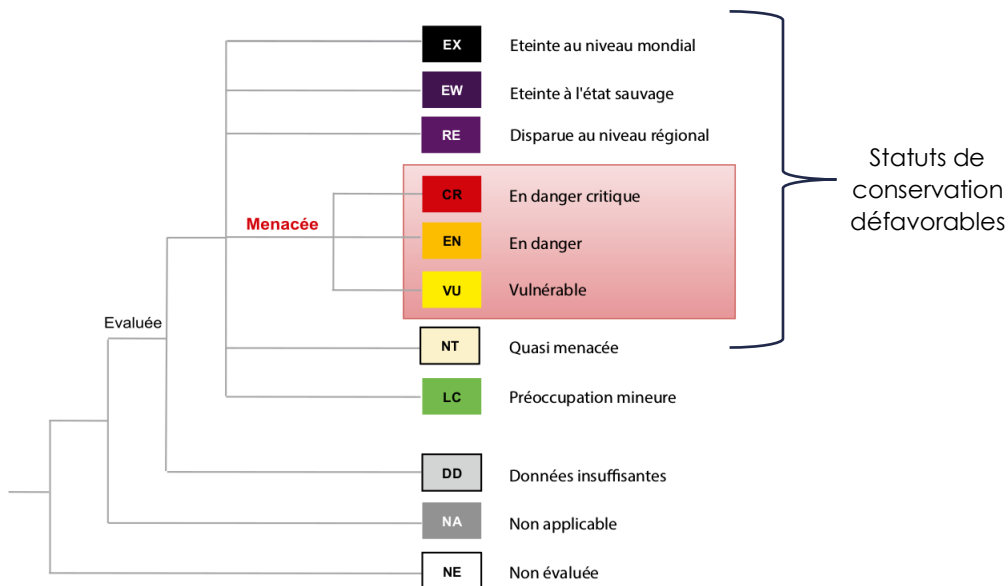 EX Eteinte au niveau mondial
EW Eteinte à l'état sauvage
RE Disparue au niveau régional
Menacée
CR En danger critique
EN En danger
VU Vulnérable
Statuts de
conservation
défavorables
Evaluée
NT Quasi menacée
LC Préoccupation mineure
DD Données insuffisantes
NA Non applicable
NE Non évaluée